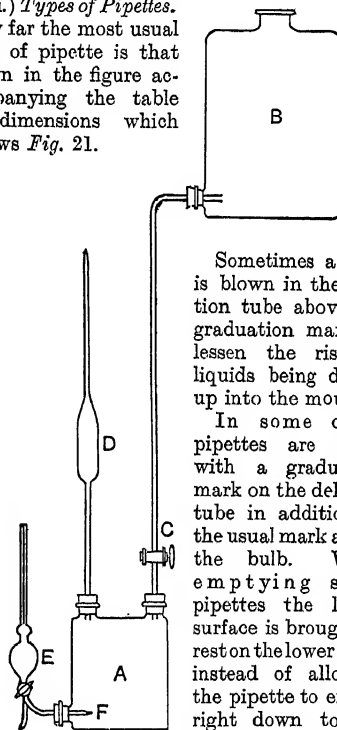 .) Types of Pipettes.
y far the most usual
of pipette is that
n in the figure ac-
panying the table
dimensions which
ws Fig. 21.
B
Sometimes a
is blown in the
tion tube abov
graduation mar
lessen the ris
liquids being d
up into the mou
In some c
pipettes are
with a gradu
mark on the del
tube in additio
the usual mark a
the bulb. W
emptying s
pipettes the l
surface is broug
rest on the lower
instead of allo
the pipette to e
right down to
D
C
E
A
F